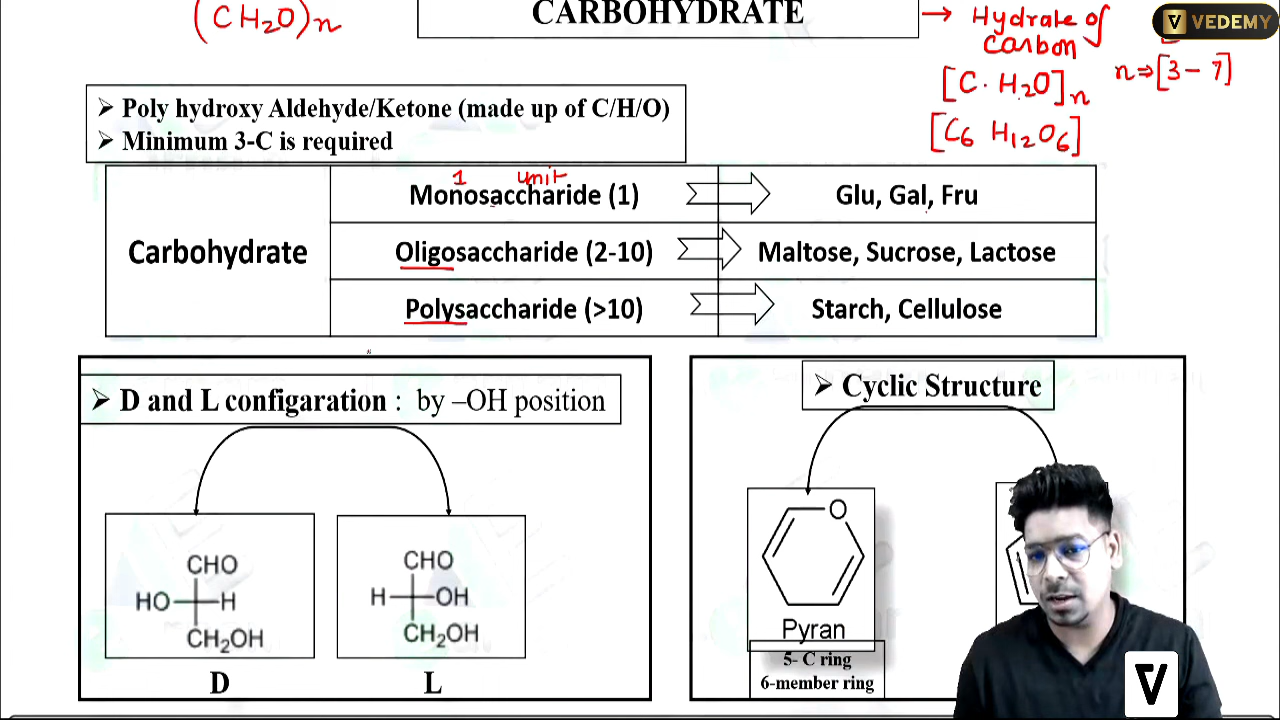 (CH2O)n
CARBOHYDRATE
→ Hydrate of
Carbon
VEDEMY
[C·H2O]n
n⇒[3-7]
[C6 H12O6]
➢ Poly hydroxy Aldehyde/Ketone (made up of C/H/O)
➢ Minimum 3-C is required
1 unit
Carbohydrate
Monosaccharide (1)
Glu, Gal, Fru
Oligosaccharide (2-10)
Maltose, Sucrose, Lactose
Polysaccharide (>10)
Starch, Cellulose
➢ D and L configaration : by –OH position
CHO
HO H
CH2OH
D
CHO
H OH
CH2OH
L
➢ Cyclic Structure
O
Pyran
5- C ring
6-member ring
V